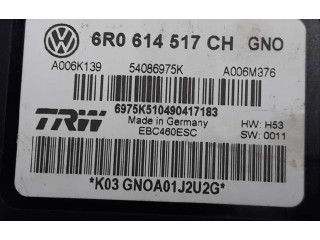 6R0 614 517 CH GNO
A006K139 54086975K A006M376
6975K510490417183
TRW Made in Germany HW: H53
EBC460ESC SW: 0011
*K03 GNOA01J2U2G*